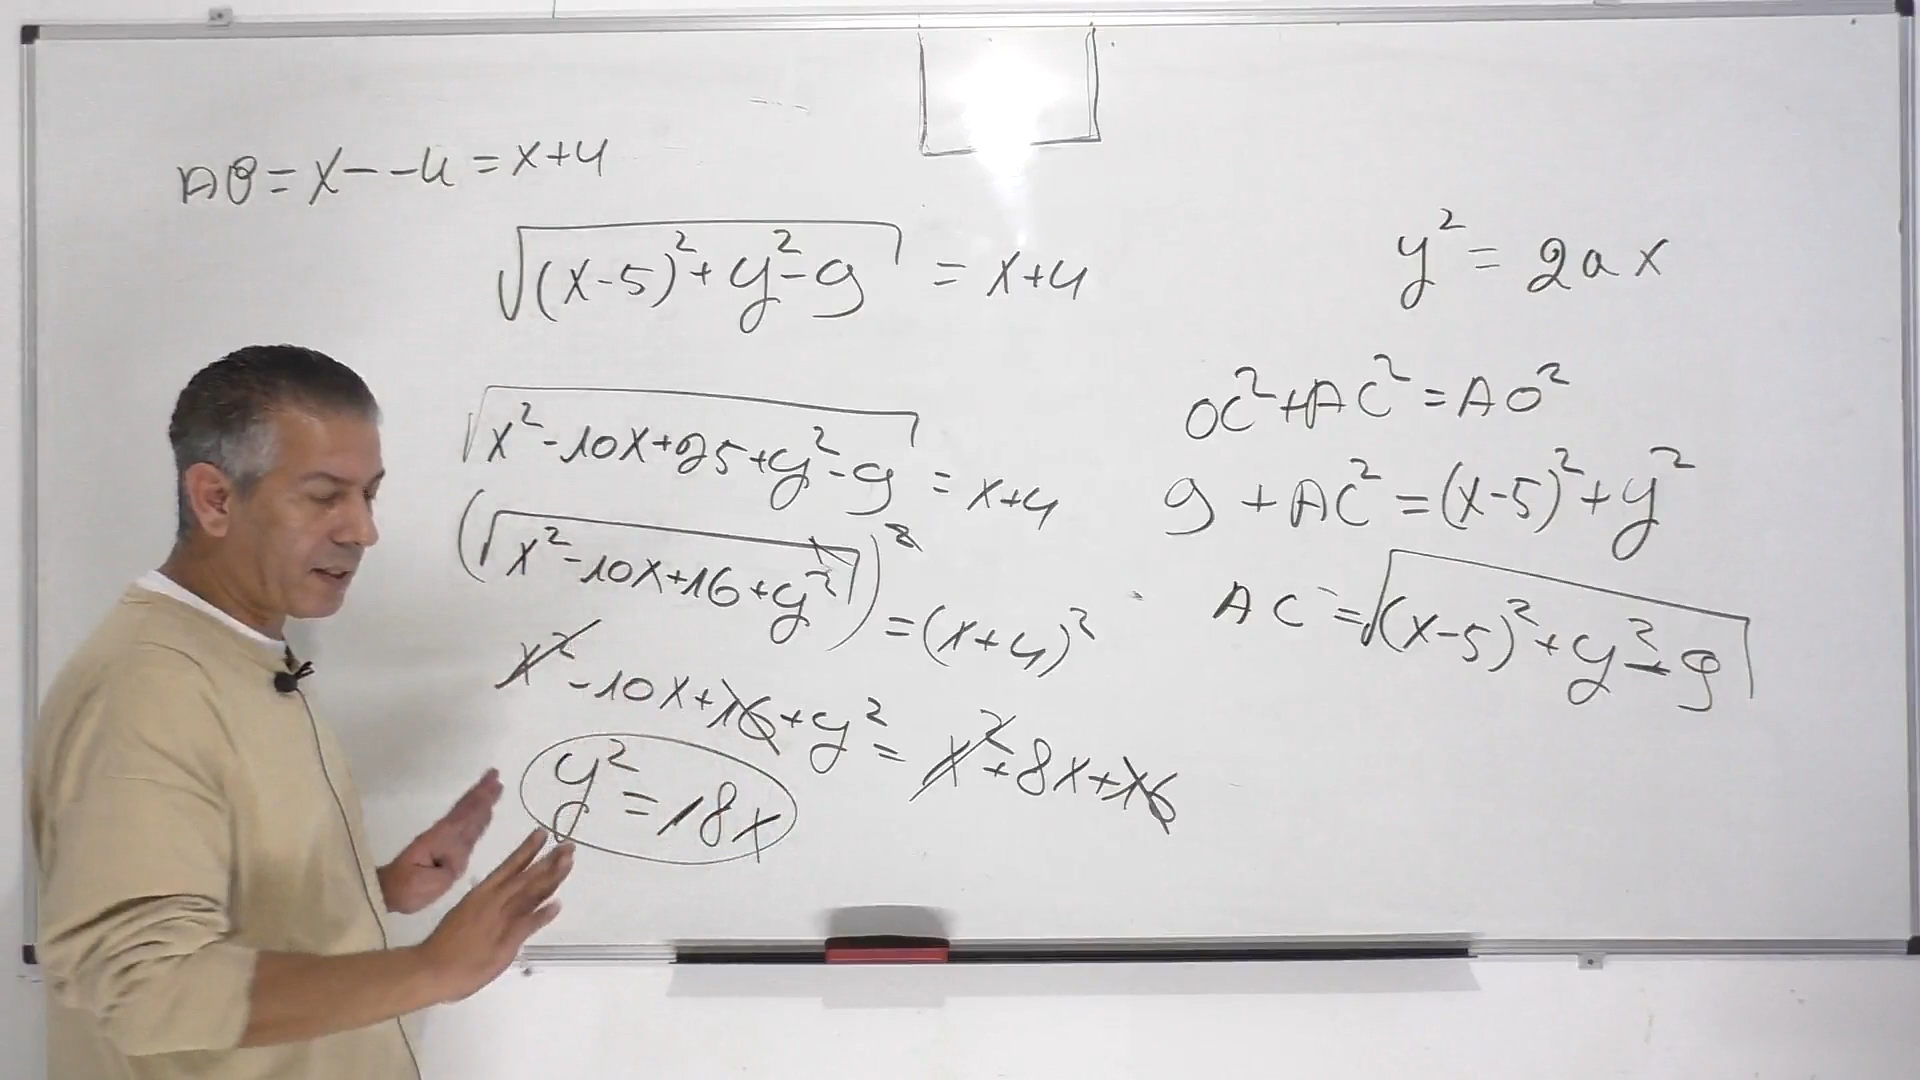 AB = x - -4 = x+4
√((x-5)²+y²-9) = x+4
√(x²-10x+25+y²-9) = x+4
(√(x²-10x+16+y²))² = (x+4)²
x²-10x+16+y² = x²+8x+16
y² = 18x
y² = 2ax
OC²+AC² = AO²
9 + AC² = (x-5)²+y²
AC = √((x-5)²+y²-9)